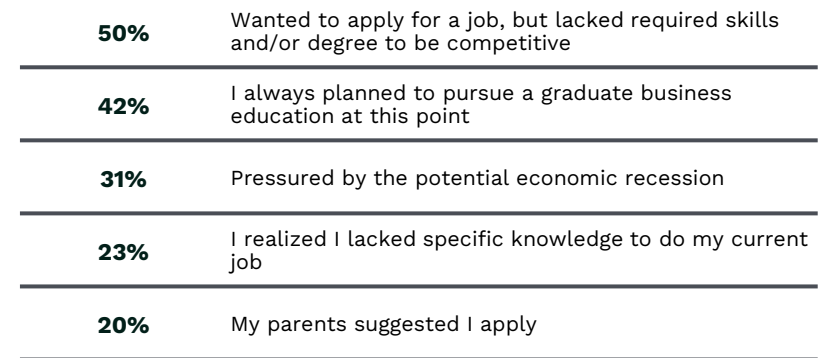 50% Wanted to apply for a job, but lacked required skills
and/or degree to be competitive
42% I always planned to pursue a graduate business
education at this point
31% Pressured by the potential economic recession
23% I realized I lacked specific knowledge to do my current
job
20% My parents suggested I apply